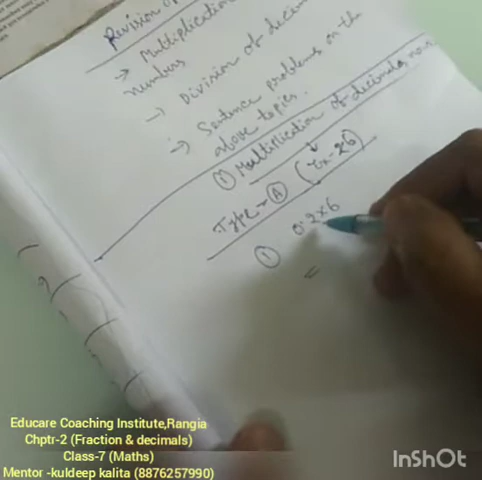 Revision of
→ Multiplication
numbers
→ Division of decim
→ Sentence problems on the
above topics.
① Multiplication of decimals
Type - Ⓐ (Ex-2.6)
① 0.2×6
=
Educare Coaching Institute,Rangia
Chptr-2 (Fraction & decimals)
Class-7 (Maths)
Mentor -kuldeep kalita (8876257990)
InShOt